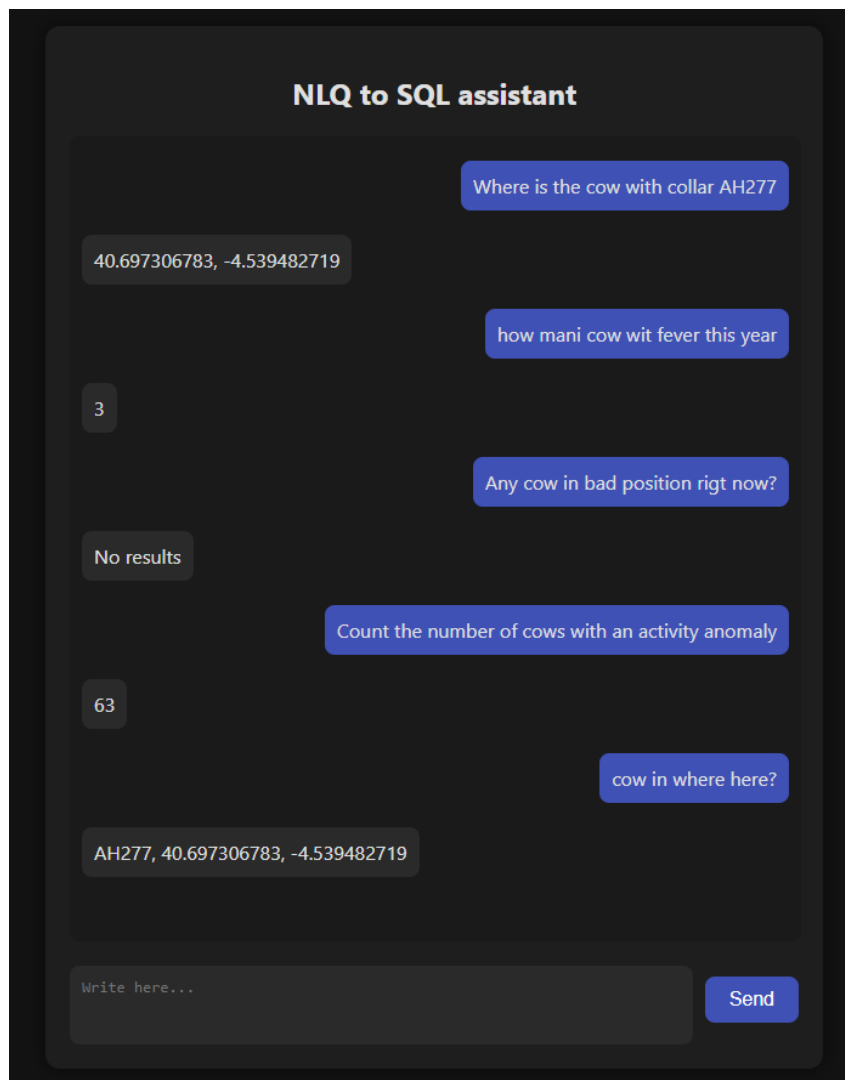 NLQ to SQL assistant
Where is the cow with collar AH277
40.697306783, -4.539482719
how mani cow wit fever this year
3
Any cow in bad position rigt now?
No results
Count the number of cows with an activity anomaly
63
cow in where here?
AH277, 40.697306783, -4.539482719
Write here...
Send